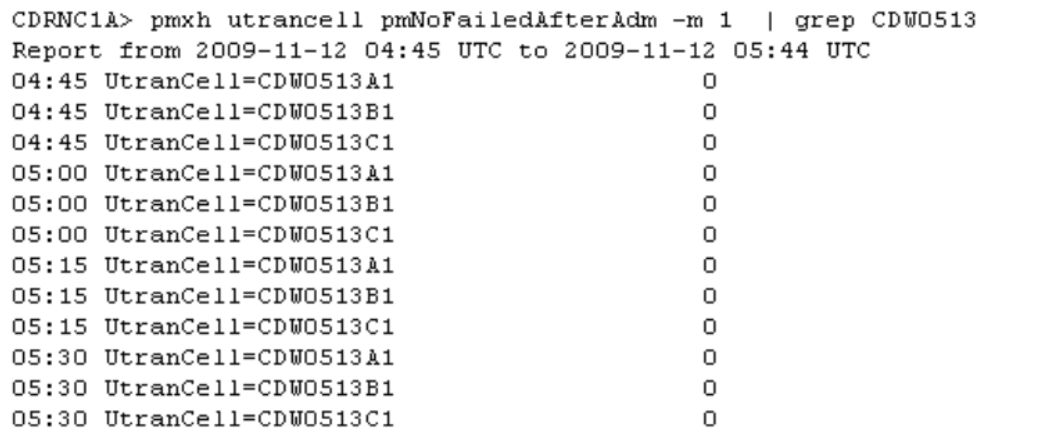 CDRNC1A> pmxh utrancell pmNoFailedAfterAdm -m 1  | grep CDW0513
Report from 2009-11-12 04:45 UTC to 2009-11-12 05:44 UTC
04:45 UtranCell=CDW0513A1 0
04:45 UtranCell=CDW0513B1 0
04:45 UtranCell=CDW0513C1 0
05:00 UtranCell=CDW0513A1 0
05:00 UtranCell=CDW0513B1 0
05:00 UtranCell=CDW0513C1 0
05:15 UtranCell=CDW0513A1 0
05:15 UtranCell=CDW0513B1 0
05:15 UtranCell=CDW0513C1 0
05:30 UtranCell=CDW0513A1 0
05:30 UtranCell=CDW0513B1 0
05:30 UtranCell=CDW0513C1 0